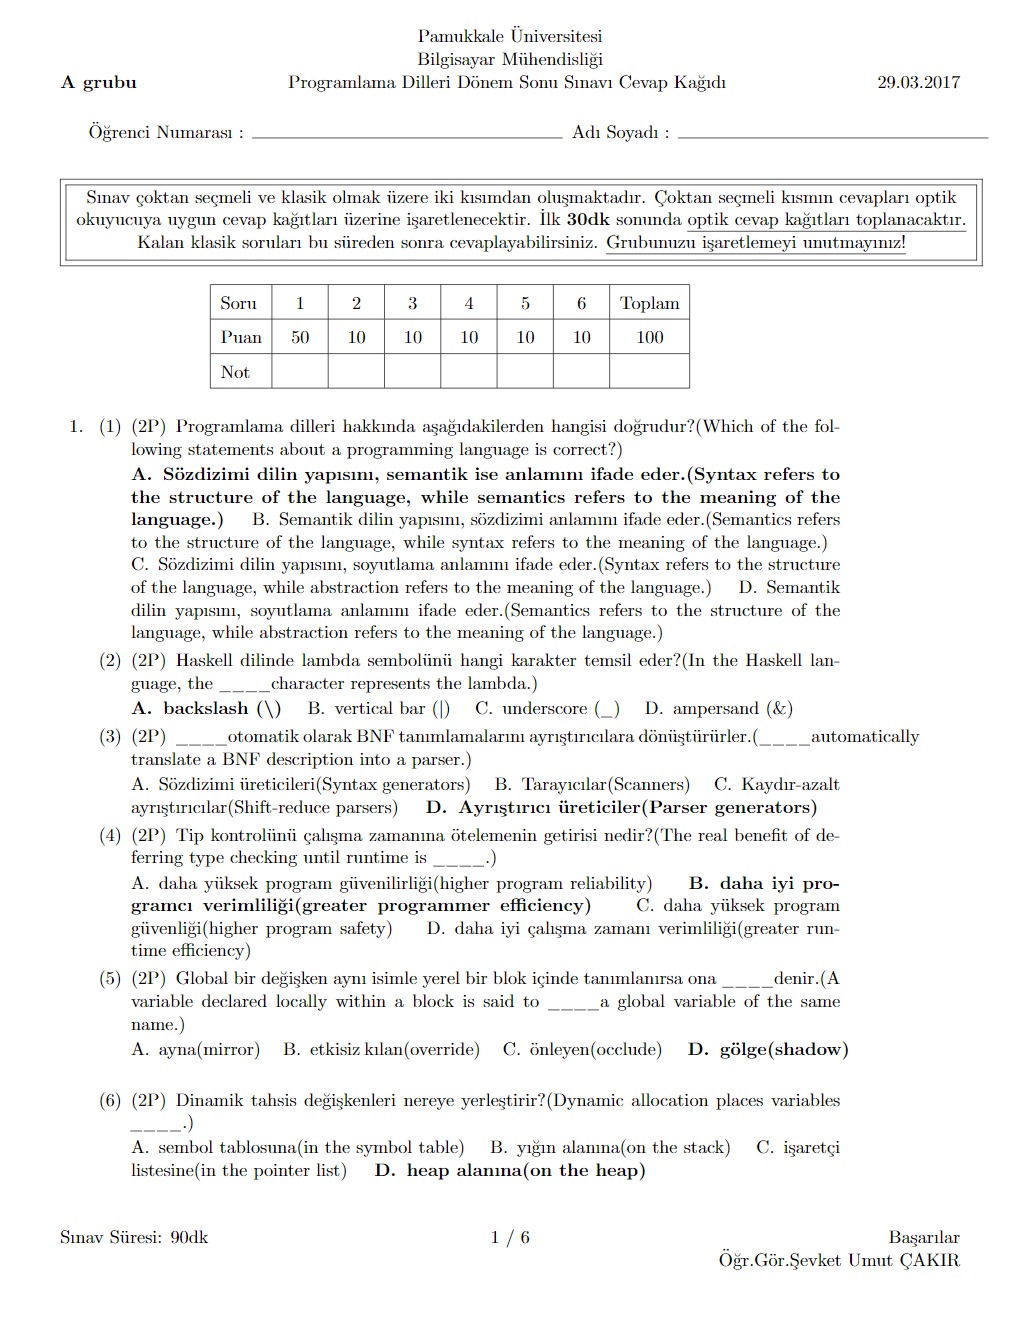 Pamukkale Üniversitesi
Bilgisayar Mühendisliği
A grubu Programlama Dilleri Dönem Sonu Sınavı Cevap Kağıdı 29.03.2017
Öğrenci Numarası : Adı Soyadı :
Sınav çoktan seçmeli ve klasik olmak üzere iki kısımdan oluşmaktadır. Çoktan seçmeli kısmın cevapları optik
okuyucuya uygun cevap kağıtları üzerine işaretlenecektir. İlk 30dk sonunda optik cevap kağıtları toplanacaktır.
Kalan klasik soruları bu süreden sonra cevaplayabilirsiniz. Grubunuzu işaretlemeyi unutmayınız!
Soru 1 2 3 4 5 6 Toplam
Puan 50 10 10 10 10 10 100
Not
1. (1) (2P) Programlama dilleri hakkında aşağıdakilerden hangisi doğrudur?(Which of the fol-
lowing statements about a programming language is correct?)
A. Sözdizimi dilin yapısını, semantik ise anlamını ifade eder.(Syntax refers to
the structure of the language, while semantics refers to the meaning of the
language.) B. Semantik dilin yapısını, sözdizimi anlamını ifade eder.(Semantics refers
to the structure of the language, while syntax refers to the meaning of the language.)
C. Sözdizimi dilin yapısını, soyutlama anlamını ifade eder.(Syntax refers to the structure
of the language, while abstraction refers to the meaning of the language.) D. Semantik
dilin yapısını, soyutlama anlamını ifade eder.(Semantics refers to the structure of the
language, while abstraction refers to the meaning of the language.)
(2) (2P) Haskell dilinde lambda sembolünü hangi karakter temsil eder?(In the Haskell lan-
guage, the ____character represents the lambda.)
A. backslash (\) B. vertical bar (|) C. underscore (_) D. ampersand (&)
(3) (2P) ____otomatik olarak BNF tanımlamalarını ayrıştırıcılara dönüştürürler.(____automatically
translate a BNF description into a parser.)
A. Sözdizimi üreticileri(Syntax generators) B. Tarayıcılar(Scanners) C. Kaydır-azalt
ayrıştırıcılar(Shift-reduce parsers) D. Ayrıştırıcı üreticiler(Parser generators)
(4) (2P) Tip kontrolünü çalışma zamanına ötelemenin getirisi nedir?(The real benefit of de-
ferring type checking until runtime is ____.)
A. daha yüksek program güvenilirliği(higher program reliability) B. daha iyi pro-
gramcı verimliliği(greater programmer efficiency) C. daha yüksek program
güvenliği(higher program safety) D. daha iyi çalışma zamanı verimliliği(greater run-
time efficiency)
(5) (2P) Global bir değişken aynı isimle yerel bir blok içinde tanımlanırsa ona ____denir.(A
variable declared locally within a block is said to ____a global variable of the same
name.)
A. ayna(mirror) B. etkisiz kılan(override) C. önleyen(occlude) D. gölge(shadow)
(6) (2P) Dinamik tahsis değişkenleri nereye yerleştirir?(Dynamic allocation places variables
____.)
A. sembol tablosuna(in the symbol table) B. yığın alanına(on the stack) C. işaretçi
listesine(in the pointer list) D. heap alanına(on the heap)
Sınav Süresi: 90dk 1 / 6 Başarılar
Öğr.Gör.Şevket Umut ÇAKIR